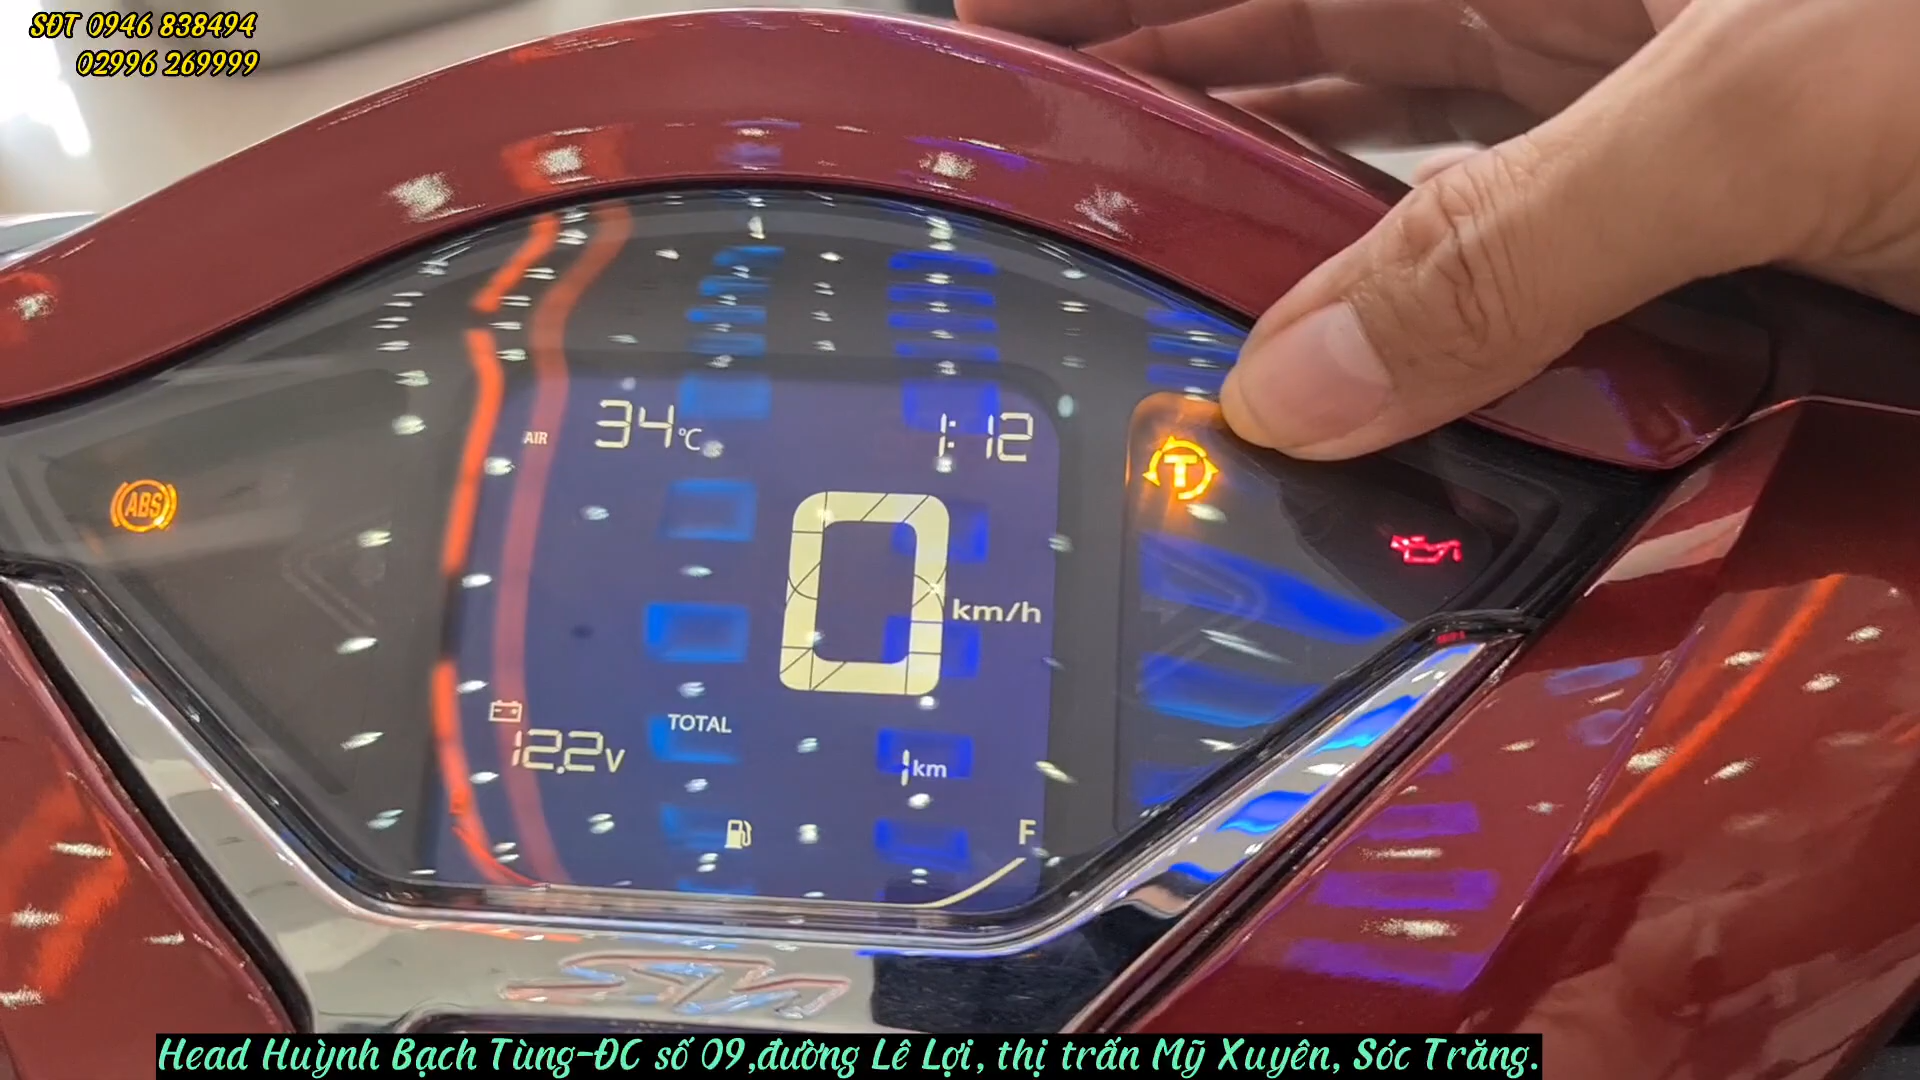 SĐT 0946 838494
02996 269999
AIR
34°C
1:12
ABS
T
0
km/h
12.2V
TOTAL
1km
F
SH
Head Huỳnh Bạch Tùng-ĐC số 09,đường Lê Lợi, thị trấn Mỹ Xuyên, Sóc Trăng.